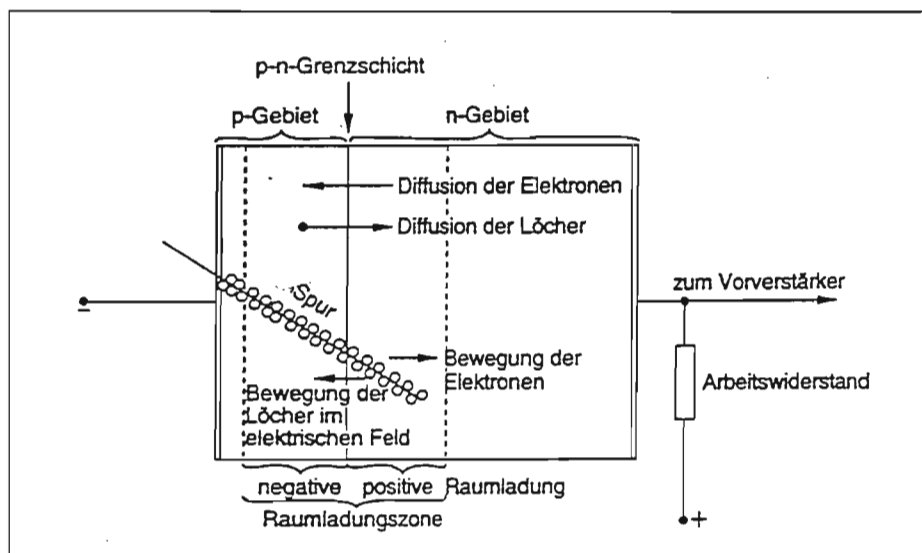 p-n-Grenzschicht
p-Gebiet
n-Gebiet
Diffusion der Elektronen
Diffusion der Löcher
zum Vorverstärker
Spur
–
Bewegung der
Elektronen
Bewegung der
Löcher im
elektrischen Feld
Arbeitswiderstand
negative positive Raumladung
Raumladungszone
+